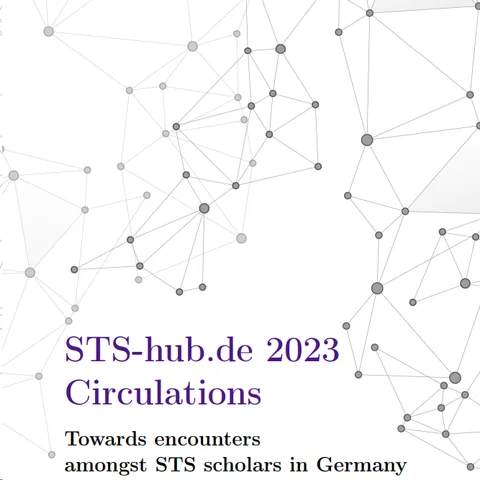 STS-hub.de 2023
Circulations
Towards encounters
amongst STS scholars in Germany